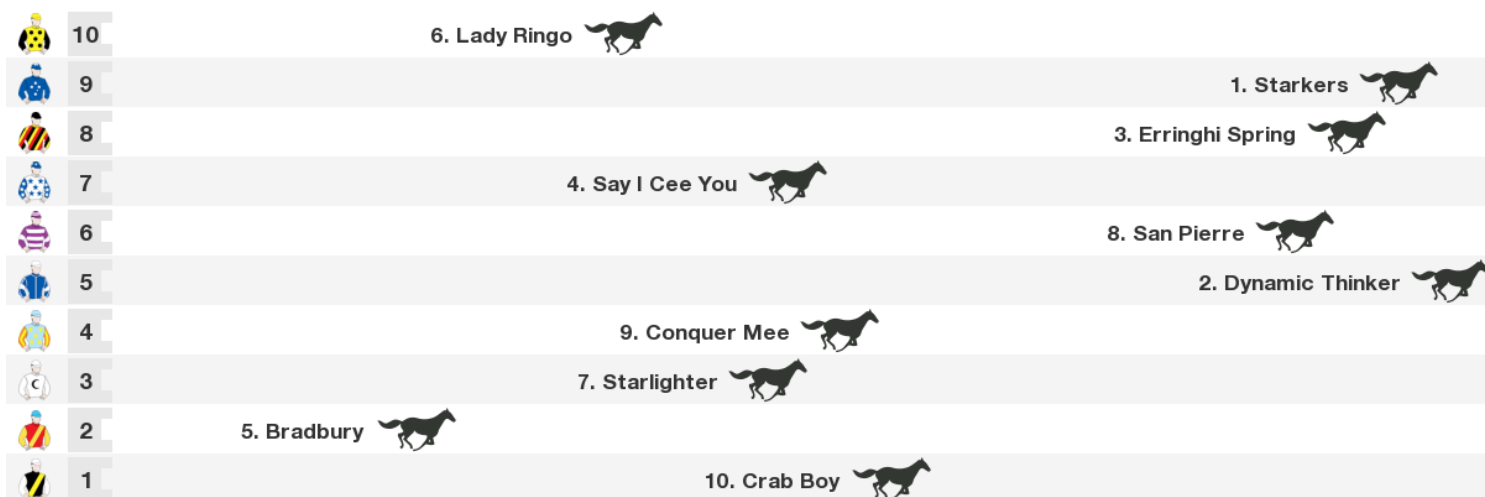 10 6. Lady Ringo
9 1. Starkers
8 3. Erringhi Spring
7 4. Say I Cee You
6 8. San Pierre
5 2. Dynamic Thinker
4 9. Conquer Mee
3 7. Starlighter
C
2 5. Bradbury
1 10. Crab Boy